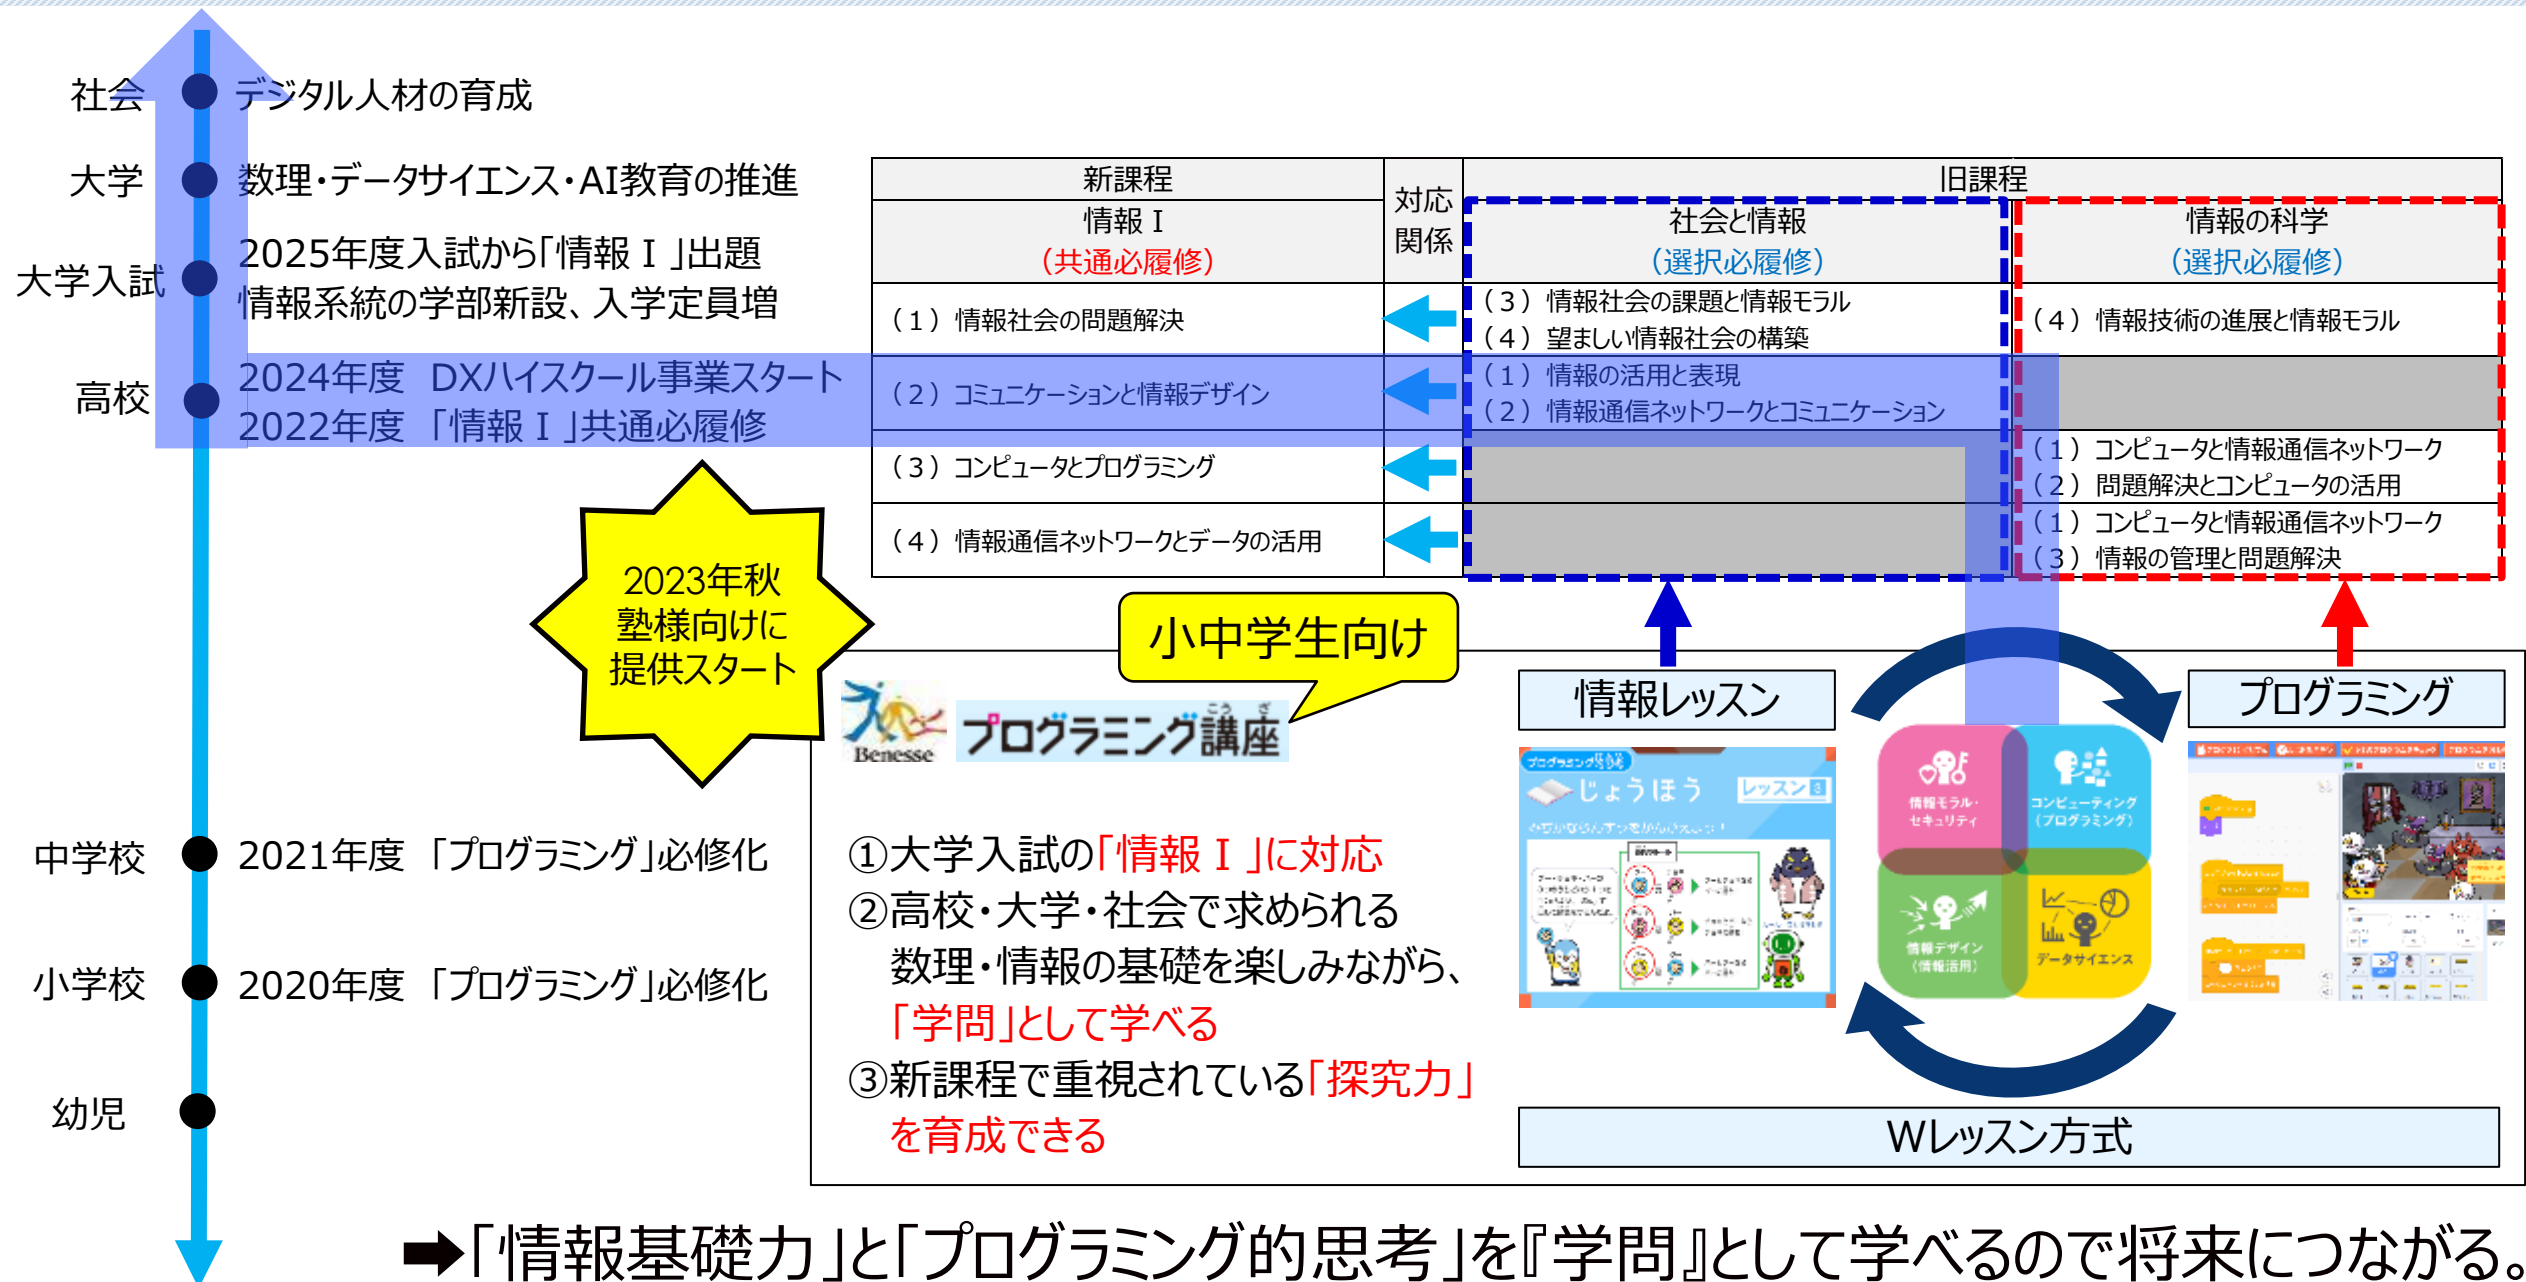 社会
デジタル人材の育成
大学
数理・データサイエンス・AI教育の推進
大学入試
2025年度入試から「情報Ⅰ」出題
情報系統の学部新設、入学定員増
高校
2024年度 DXハイスクール事業スタート
2022年度 「情報Ⅰ」共通必履修
中学校
2021年度 「プログラミング」必修化
小学校
2020年度 「プログラミング」必修化
幼児
新課程
対応
関係
旧課程
情報Ⅰ
（共通必履修）
社会と情報
（選択必履修）
情報の科学
（選択必履修）
（１）情報社会の問題解決
（３）情報社会の課題と情報モラル
（４）望ましい情報社会の構築
（４）情報技術の進展と情報モラル
（２）コミュニケーションと情報デザイン
（１）情報の活用と表現
（２）情報通信ネットワークとコミュニケーション
（３）コンピュータとプログラミング
（１）コンピュータと情報通信ネットワーク
（２）問題解決とコンピュータの活用
（４）情報通信ネットワークとデータの活用
（１）コンピュータと情報通信ネットワーク
（３）情報の管理と問題解決
2023年秋
塾様向けに
提供スタート
小中学生向け
Benesse
プログラミング講座
こうざ
①大学入試の「情報Ⅰ」に対応
②高校・大学・社会で求められる
数理・情報の基礎を楽しみながら、
「学問」として学べる
③新課程で重視されている「探究力」
を育成できる
情報レッスン
プログラミング
じょうほう
レッスン3
情報モラル・
セキュリティ
コンピューティング
（プログラミング）
情報デザイン
（情報活用）
データサイエンス
Wレッスン方式
➡「情報基礎力」と「プログラミング的思考」を『学問』として学べるので将来につながる。